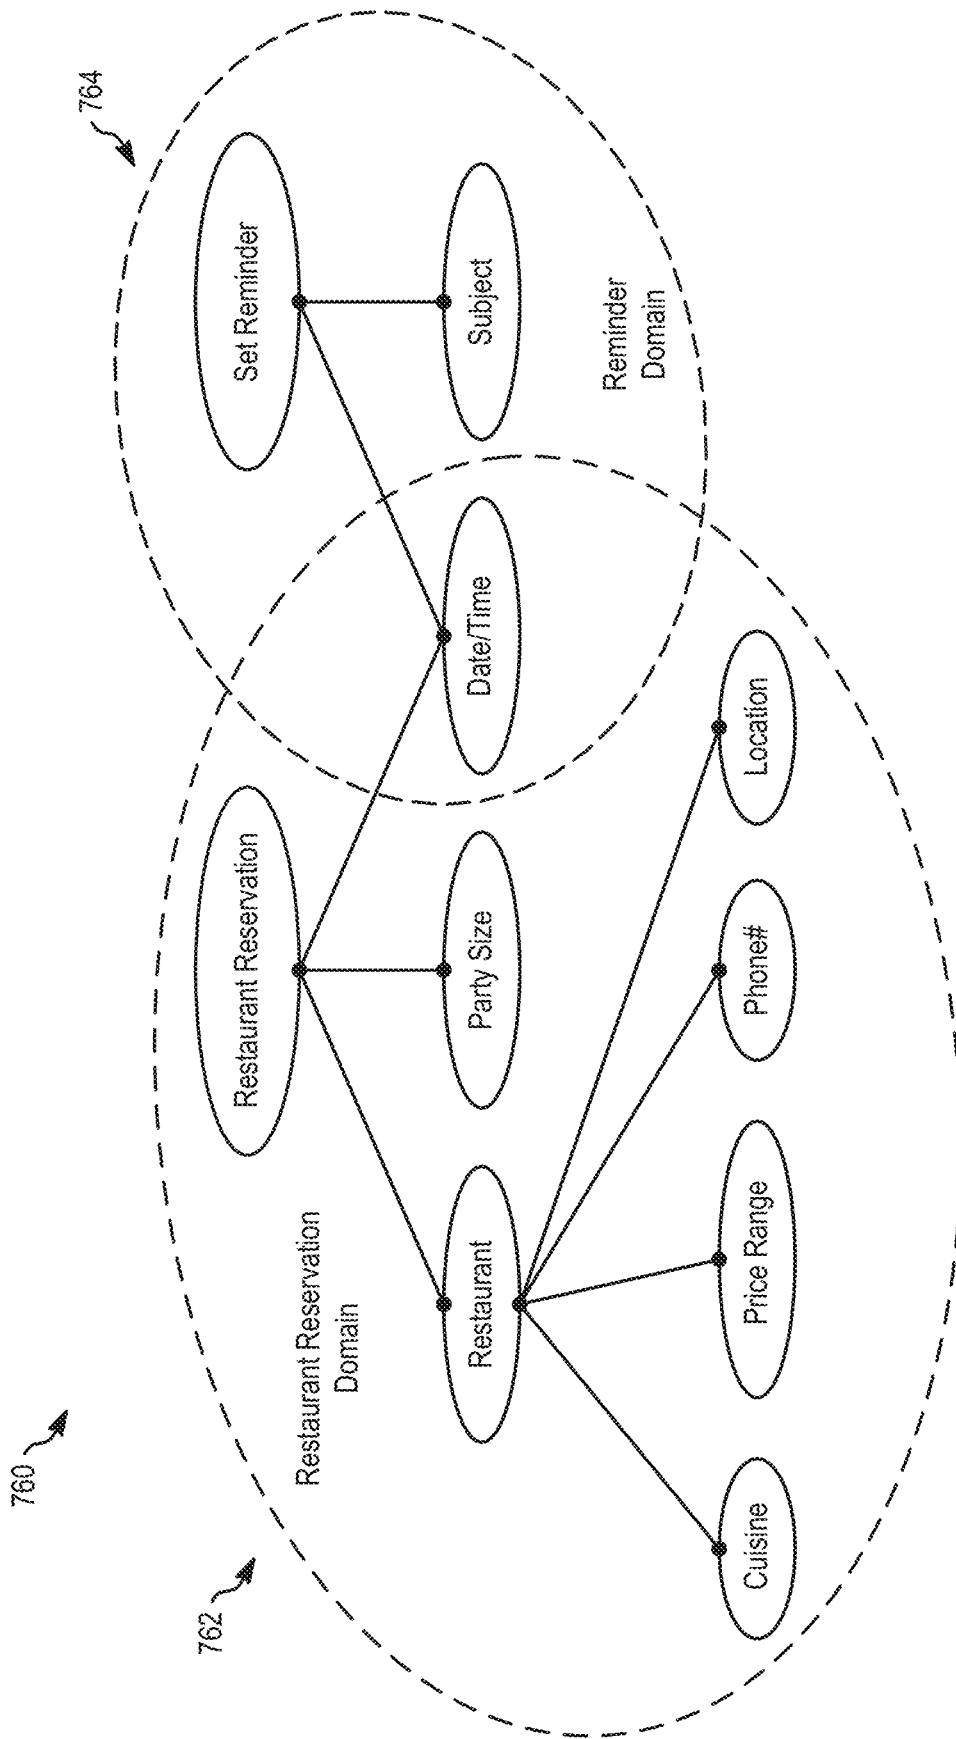 760
762
764
Restaurant Reservation
Set Reminder
Restaurant Reservation
Domain
Restaurant
Party Size
Date/Time
Subject
Reminder
Domain
Cuisine
Price Range
Phone#
Location